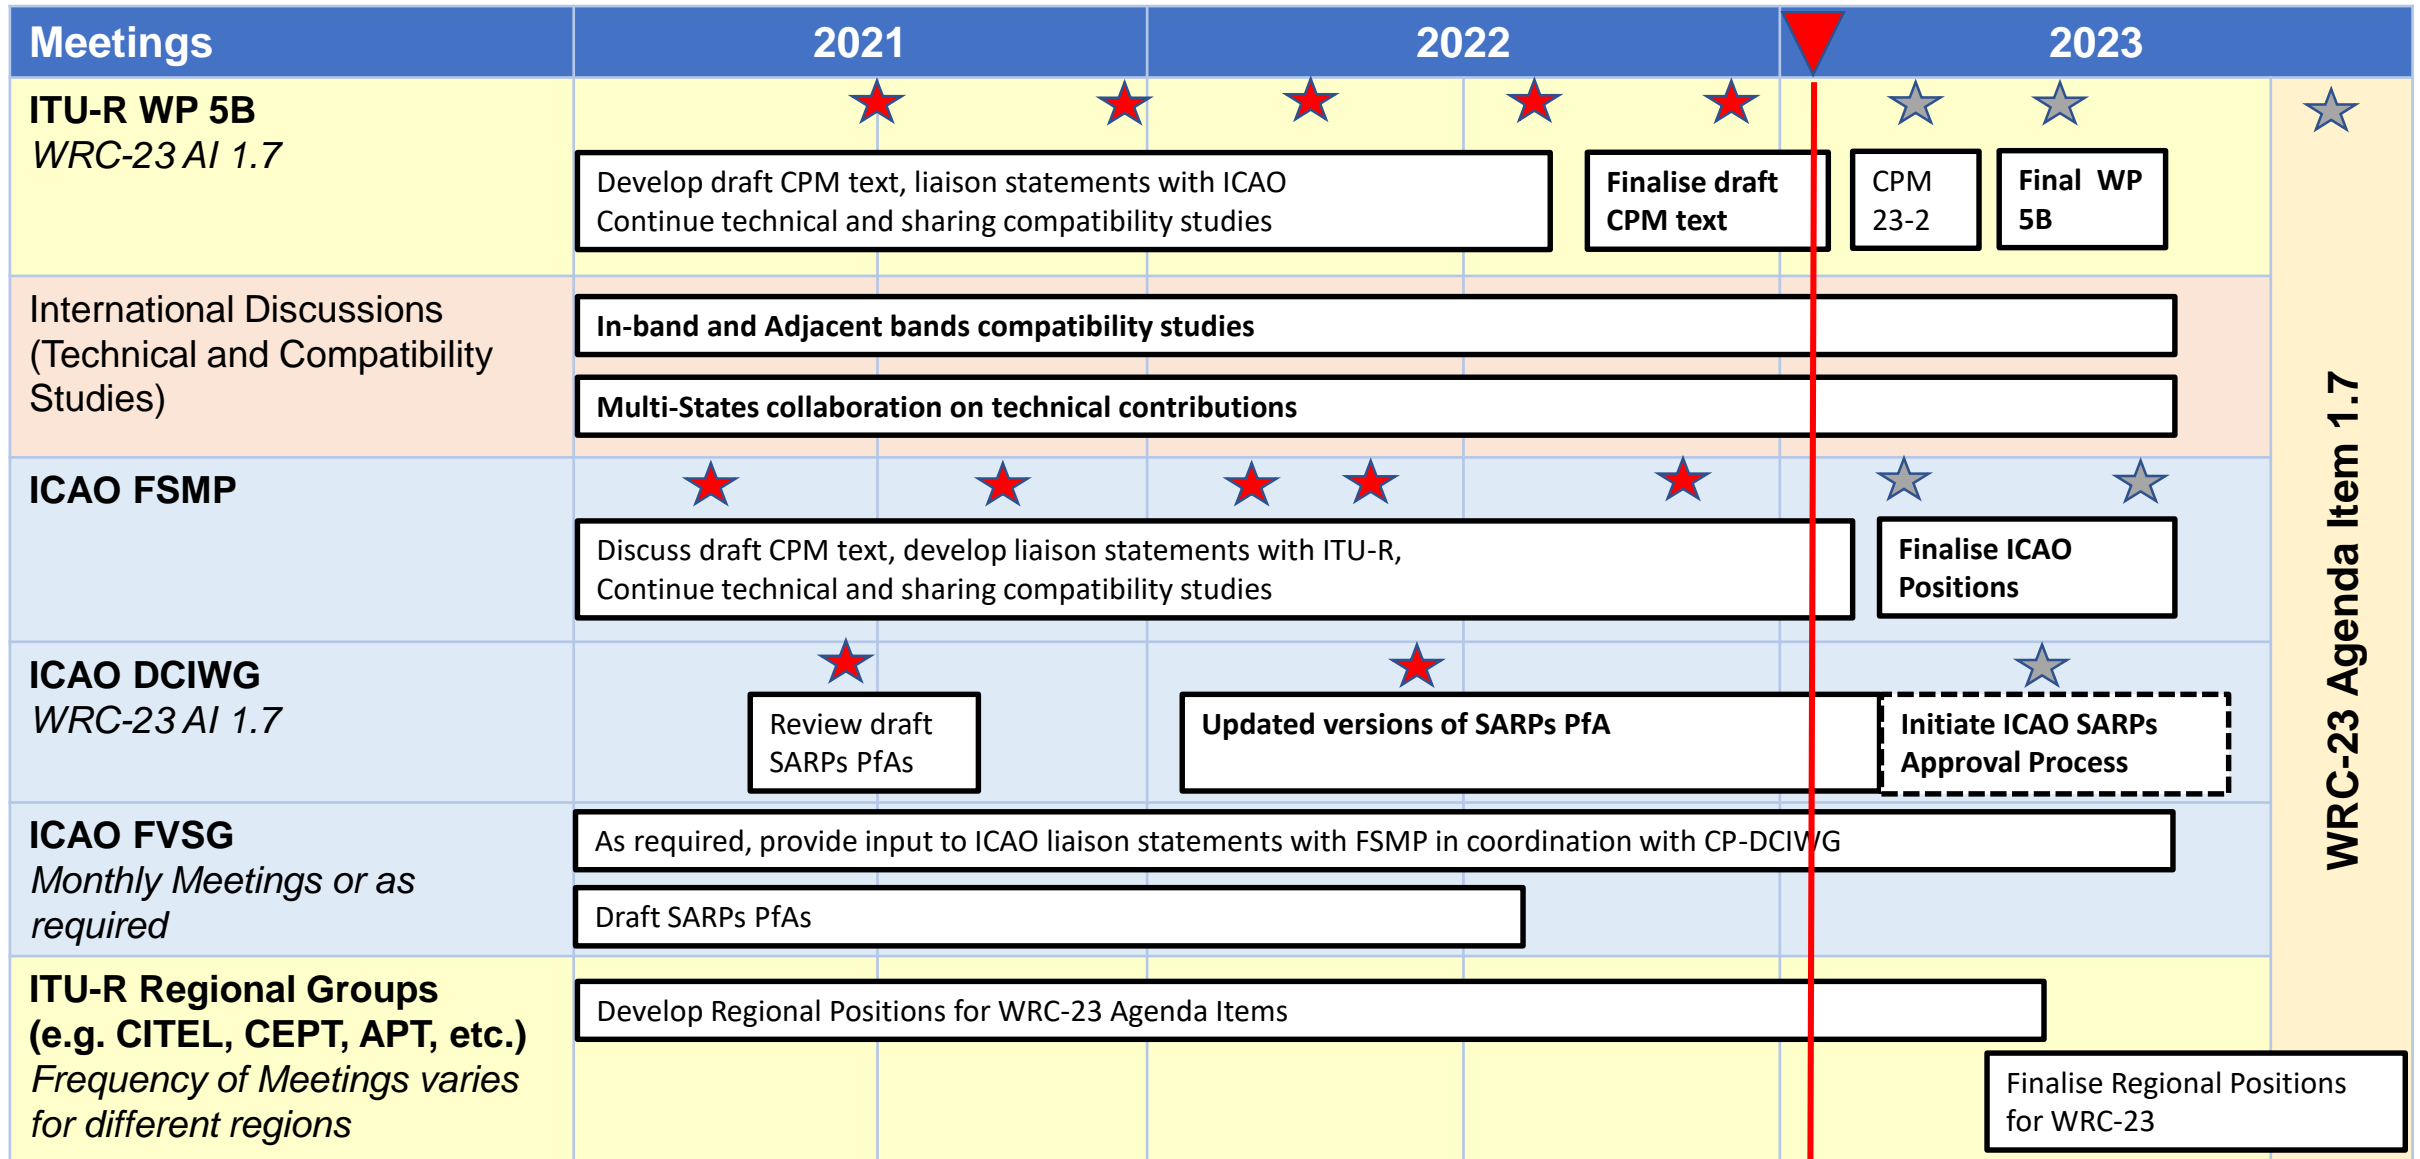 Meetings
2021
2022
2023
ITU-R WP 5B
WRC-23 AI 1.7
Develop draft CPM text, liaison statements with ICAO
Continue technical and sharing compatibility studies
Finalise draft
CPM text
CPM
23-2
Final WP
5B
International Discussions
(Technical and Compatibility
Studies)
In-band and Adjacent bands compatibility studies
Multi-States collaboration on technical contributions
ICAO FSMP
Discuss draft CPM text, develop liaison statements with ITU-R,
Continue technical and sharing compatibility studies
Finalise ICAO
Positions
ICAO DCIWG
WRC-23 AI 1.7
Review draft
SARPs PfAs
Updated versions of SARPs PfA
Initiate ICAO SARPs
Approval Process
ICAO FVSG
Monthly Meetings or as
required
As required, provide input to ICAO liaison statements with FSMP in coordination with CP-DCIWG
Draft SARPs PfAs
ITU-R Regional Groups
(e.g. CITEL, CEPT, APT, etc.)
Frequency of Meetings varies
for different regions
Develop Regional Positions for WRC-23 Agenda Items
Finalise Regional Positions
for WRC-23
WRC-23 Agenda Item 1.7